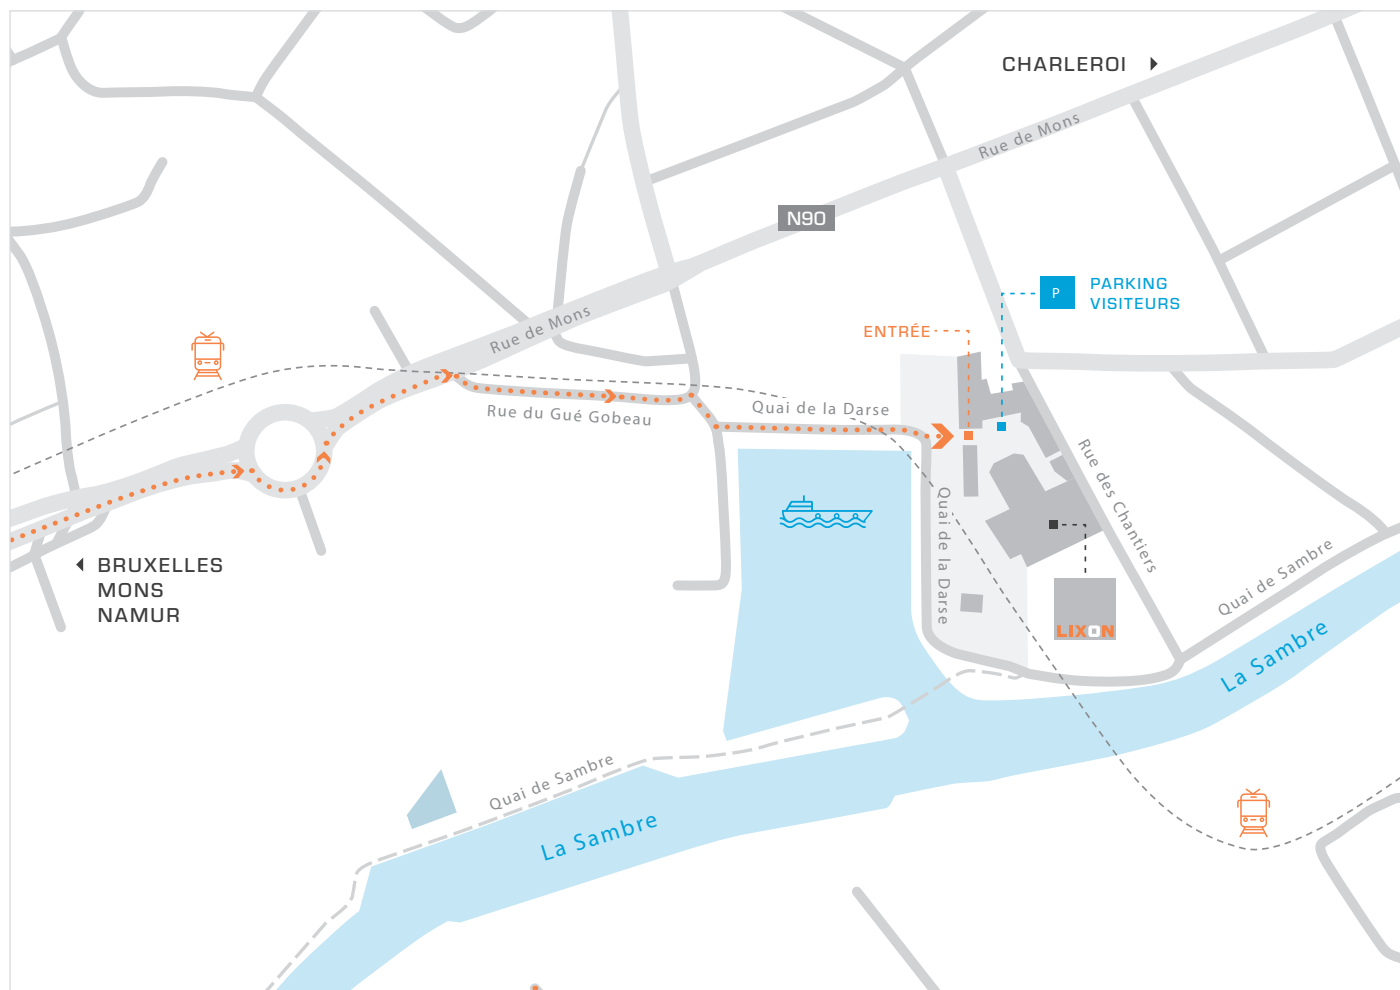 CHARLEROI
Rue de Mons
N90
P
PARKING
VISITEURS
ENTRÉE
Rue de Mons
Rue du Gué Gobeau
Quai de la Darse
Rue des Chantiers
Quai de la Darse
BRUXELLES
MONS
NAMUR
Quai de Sambre
LIXON
La Sambre
Quai de Sambre
La Sambre